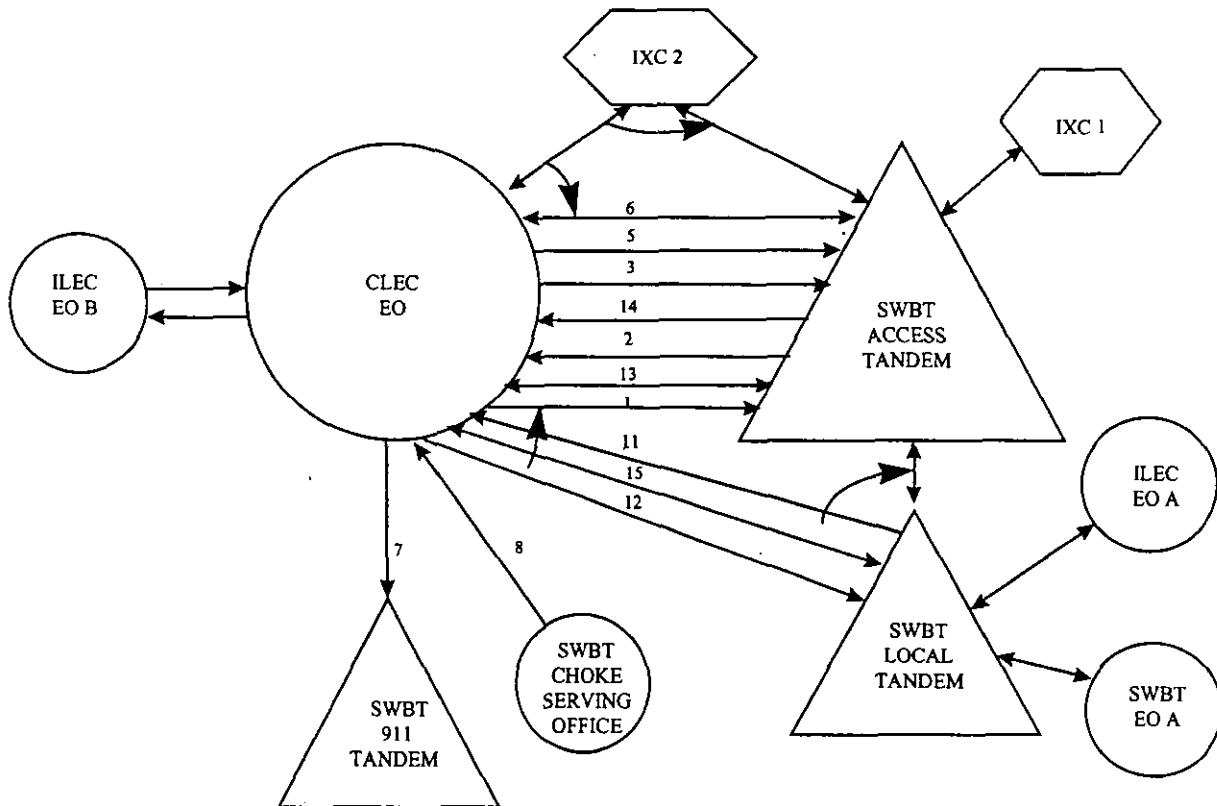 IXC 2
IXC 1
6
5
3
14
2
13
1
ILEC
EO B
CLEC
EO
SWBT
ACCESS
TANDEM
11
15
12
ILEC
EO A
7
8
SWBT
LOCAL
TANDEM
SWBT
CHOKE
SERVING
OFFICE
SWBT
EO A
SWBT
911
TANDEM